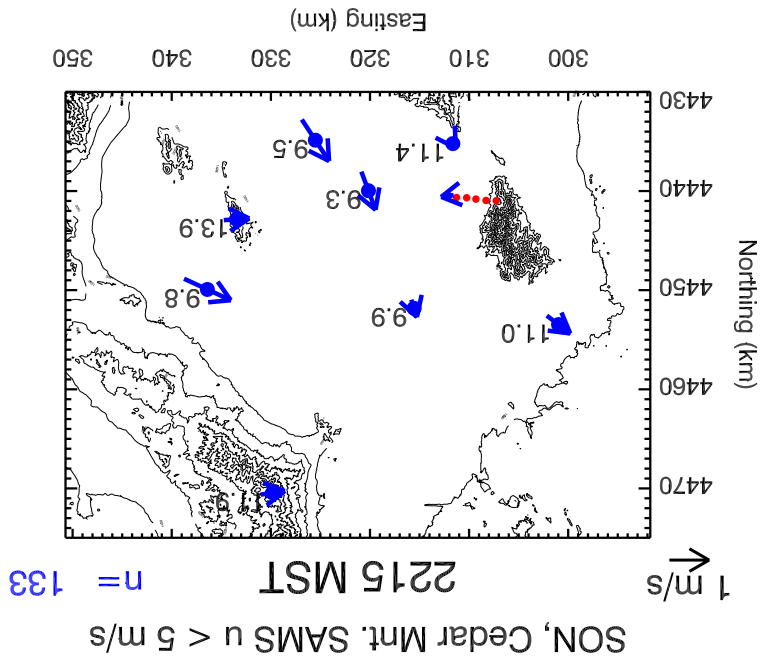 SON, Cedar Mnt. SAMS u < 5 m/s
1 m/s
2215 MST
n= 133
Northing (km)
4470
4460
4450
4440
4430
11.9
11.0
9.9
9.8
13.9
9.3
11.4
9.5
300 310 320 330 340 350
Easting (km)